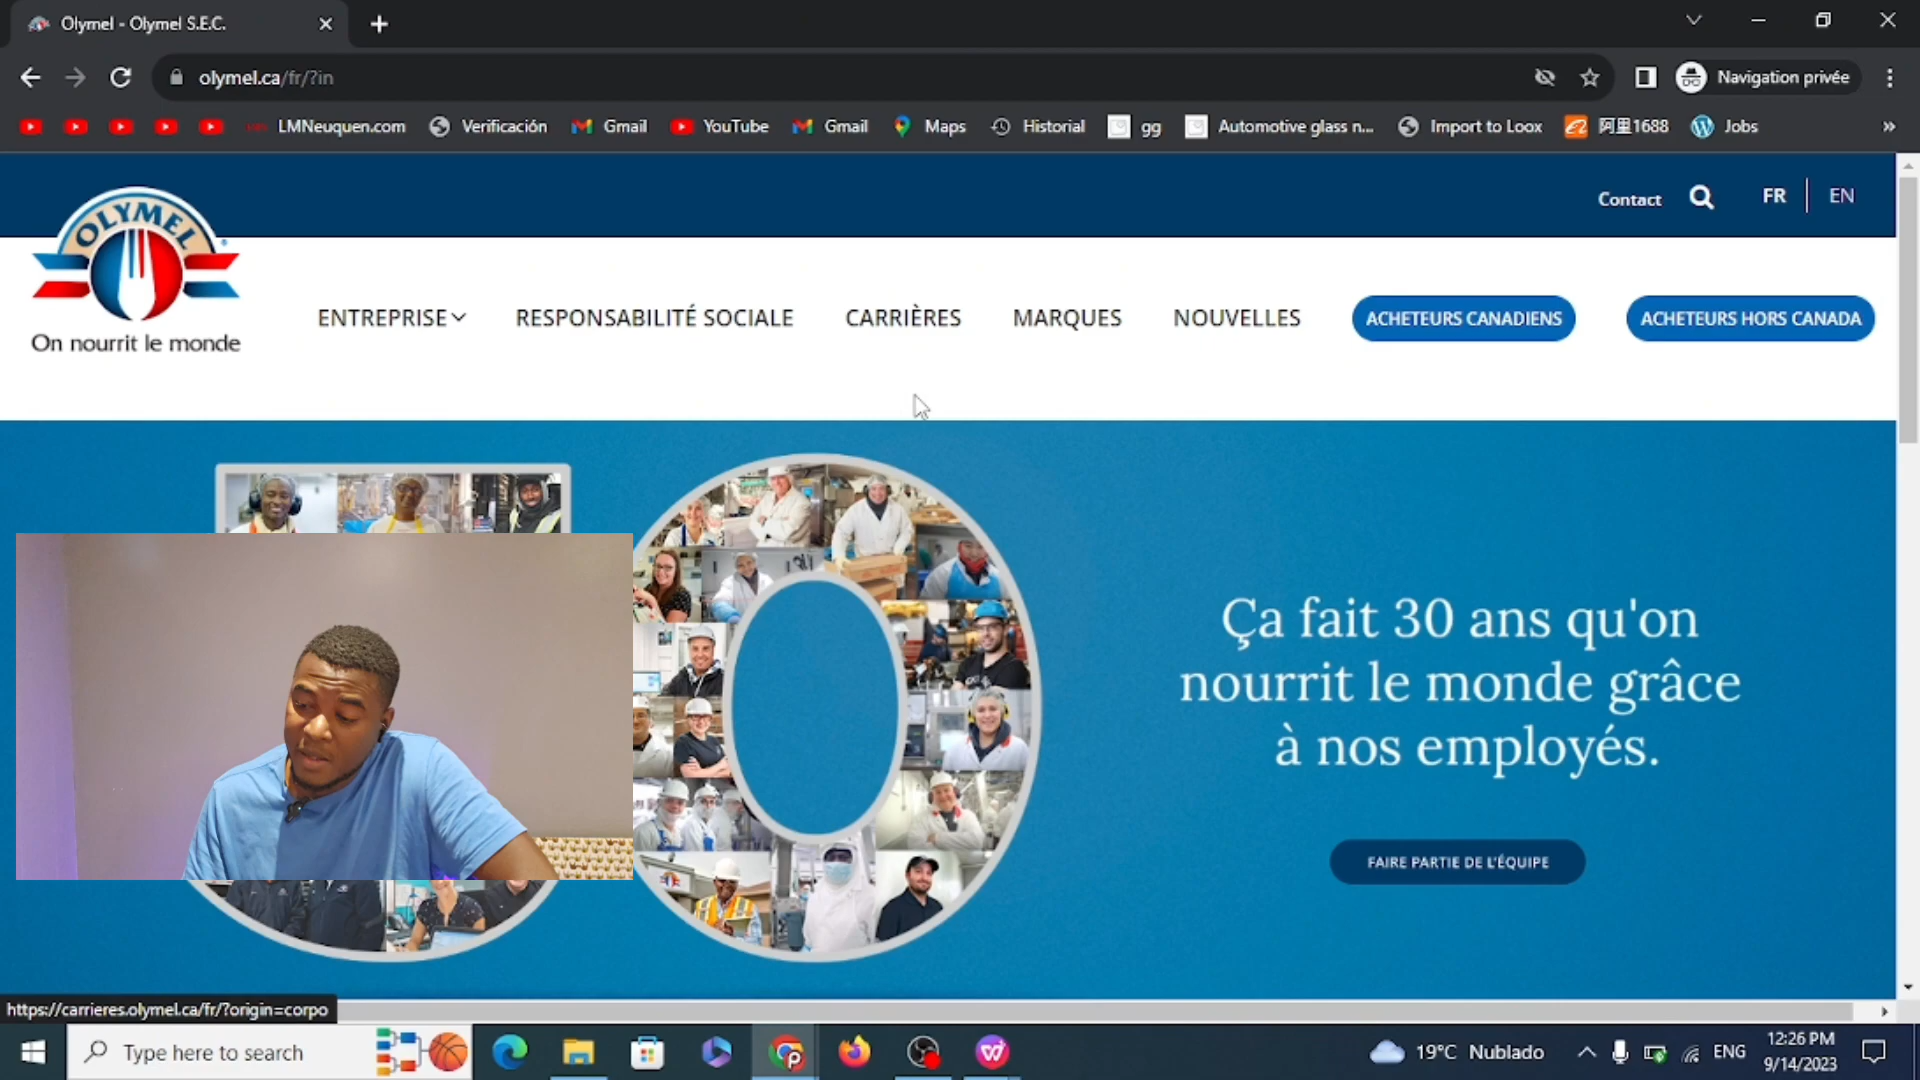 Olymel - Olymel S.E.C.
olymel.ca/fr/?in
Navigation privée
LMNeuquen.com
Verificación
Gmail
YouTube
Gmail
Maps
Historial
gg
Automotive glass n...
Import to Loox
阿里1688
Jobs
Contact
FR
EN
OLYMEL
On nourrit le monde
ENTREPRISE
RESPONSABILITÉ SOCIALE
CARRIÈRES
MARQUES
NOUVELLES
ACHETEURS CANADIENS
ACHETEURS HORS CANADA
Ça fait 30 ans qu'on
nourrit le monde grâce
à nos employés.
FAIRE PARTIE DE L'ÉQUIPE
https://carrieres.olymel.ca/fr/?origin=corpo
Type here to search
19°C Nublado
ENG
12:26 PM
9/14/2023